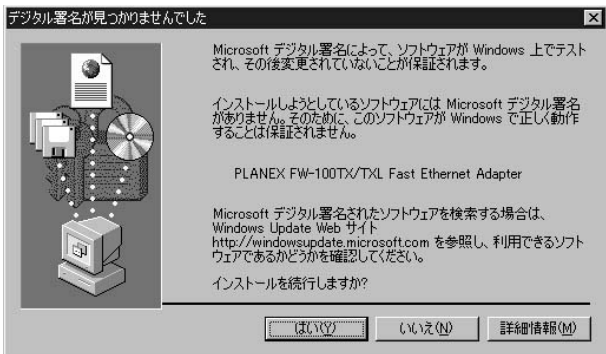 デジタル署名が見つかりませんでした
Microsoft デジタル署名によって、ソフトウェアが Windows 上でテスト
され、その後変更されていないことが保証されます。
インストールしようとしているソフトウェアには Microsoft デジタル署名
がありません。そのために、このソフトウェアが Windows で正しく動作
することは保証されません。
PLANEX FW-100TX/TXL Fast Ethernet Adapter
Microsoft デジタル署名されたソフトウェアを検索する場合は、
Windows Update Web サイト
http://windowsupdate.microsoft.com を参照し、利用できるソフト
ウェアであるかどうかを確認してください。
インストールを続行しますか?
はい(Y) いいえ(N) 詳細情報(M)